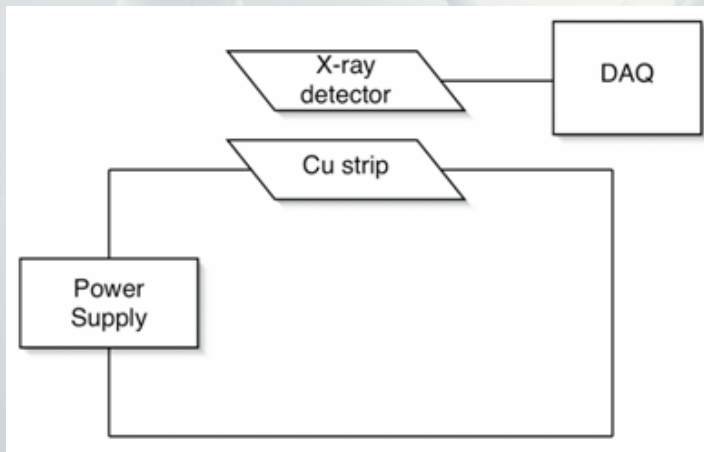 X-ray
detector
DAQ
Cu strip
Power
Supply